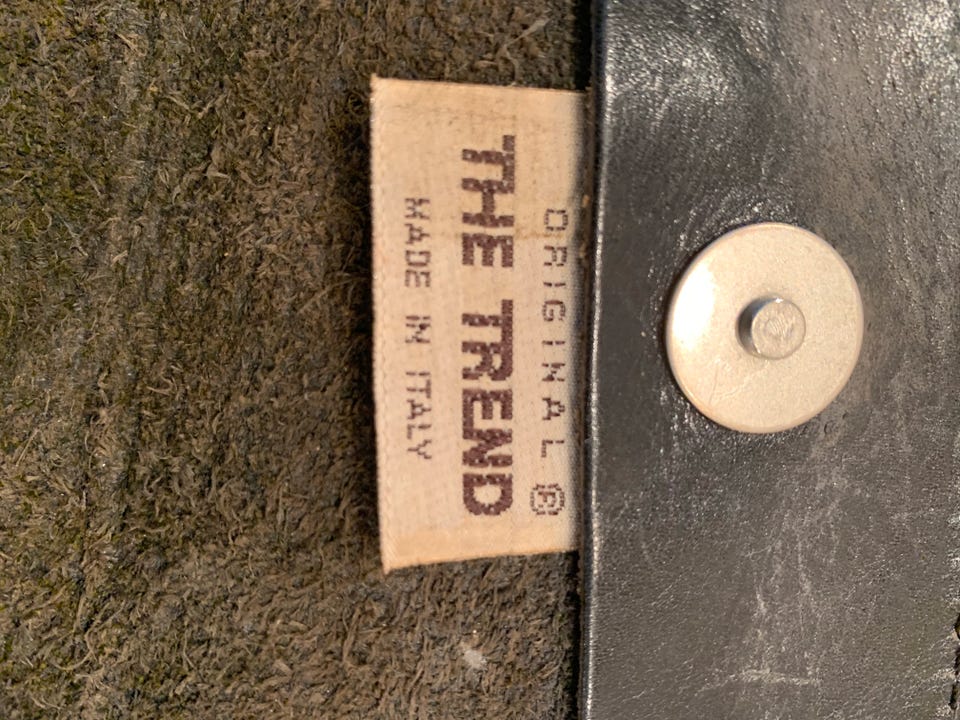 ORIGINAL ®
THE TREND
MADE IN ITALY